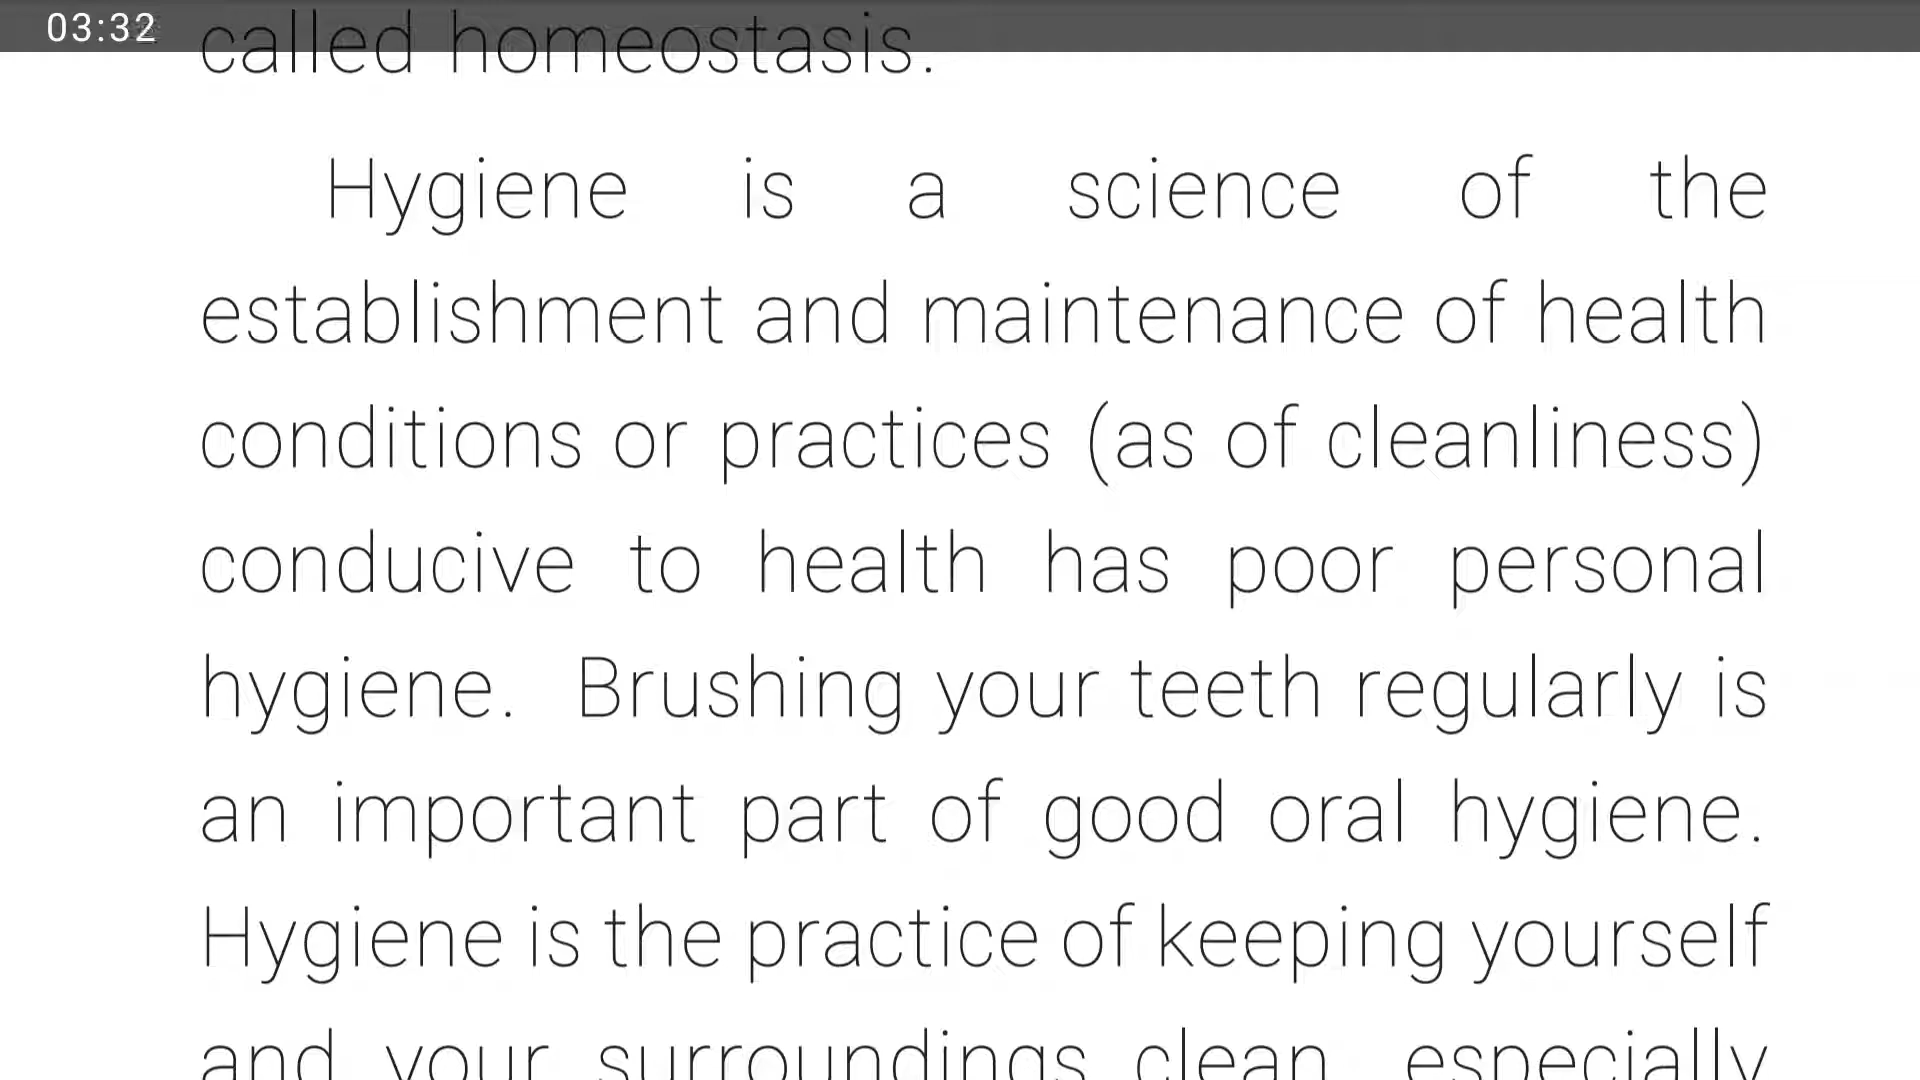 03:32
called homeostasis.
Hygiene is a science of the
establishment and maintenance of health
conditions or practices (as of cleanliness)
conducive to health has poor personal
hygiene. Brushing your teeth regularly is
an important part of good oral hygiene.
Hygiene is the practice of keeping yourself
and your surroundings clean, especially